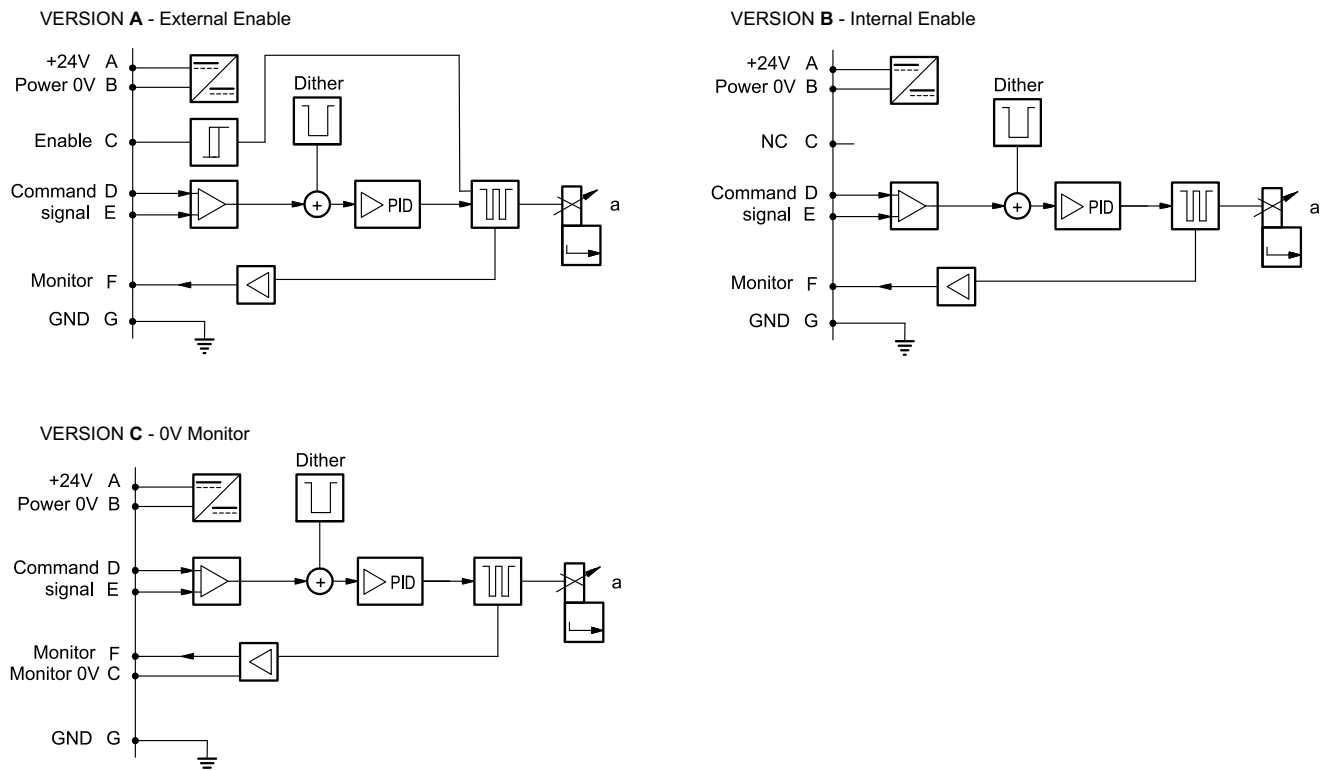 VERSION A - External Enable
+24V A
Power 0V B
Dither
Enable C
Command D
signal E
PID
a
Monitor F
GND G
VERSION B - Internal Enable
+24V A
Power 0V B
Dither
NC C
Command D
signal E
PID
a
Monitor F
GND G
VERSION C - 0V Monitor
+24V A
Power 0V B
Dither
Command D
signal E
PID
a
Monitor F
Monitor 0V C
GND G